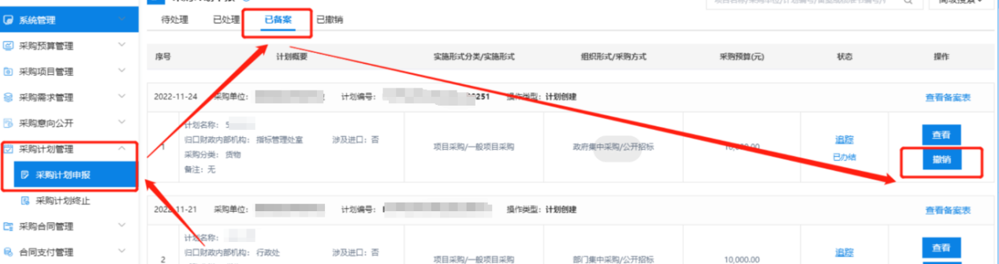 系统管理
采购预算管理
采购项目管理
采购需求管理
采购意向公开
采购计划管理
采购计划申报
采购计划终止
采购合同管理
合同支付管理
待处理 已处理 已备案 已撤销
高级搜索
序号 计划概要 实施形式分类/实施形式 组织形式/采购方式 采购预算(元) 状态 操作
2022-11-24 采购单位: 计划编号: 0251 操作类型: 计划创建 查看备案表
1
计划名称: 5
归口财政内部机构: 指标管理处室 涉及进口: 否
采购分类: 货物
备注: 无
项目采购/一般项目采购 政府集中采购/公开招标 10,000.00
追踪
已办结
查看
撤销
2022-11-21 采购单位: 计划编号: 操作类型: 计划创建 查看备案表
2
计划名称:
归口财政内部机构: 行政处 涉及进口: 否
项目采购/一般项目采购 部门集中采购/公开招标 10,000.00
追踪
查看